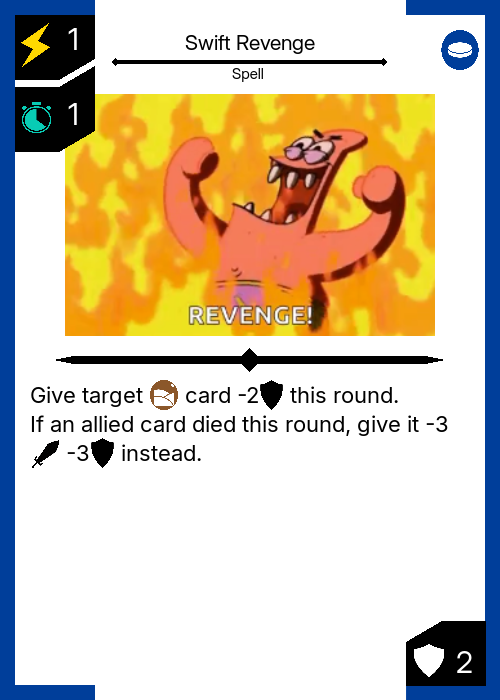 1
Swift Revenge
Spell
1
REVENGE!
Give target card -2 this round.
If an allied card died this round, give it -3
-3 instead.
2